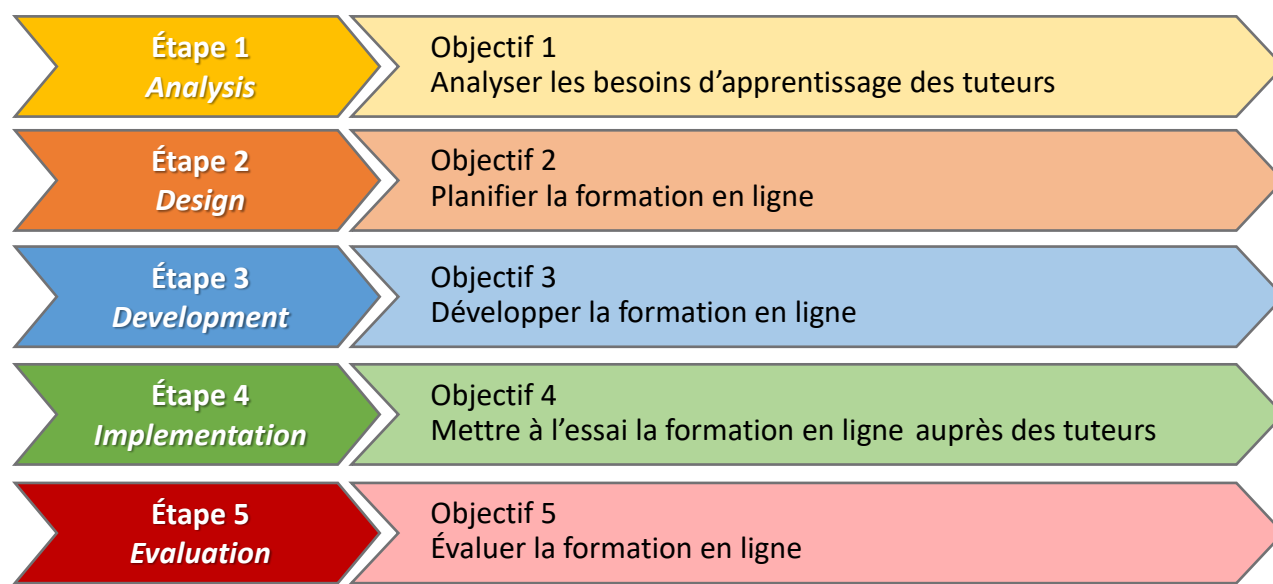 Étape 1
Analysis
Objectif 1
Analyser les besoins d’apprentissage des tuteurs
Étape 2
Design
Objectif 2
Planifier la formation en ligne
Étape 3
Development
Objectif 3
Développer la formation en ligne
Étape 4
Implementation
Objectif 4
Mettre à l’essai la formation en ligne auprès des tuteurs
Étape 5
Evaluation
Objectif 5
Évaluer la formation en ligne